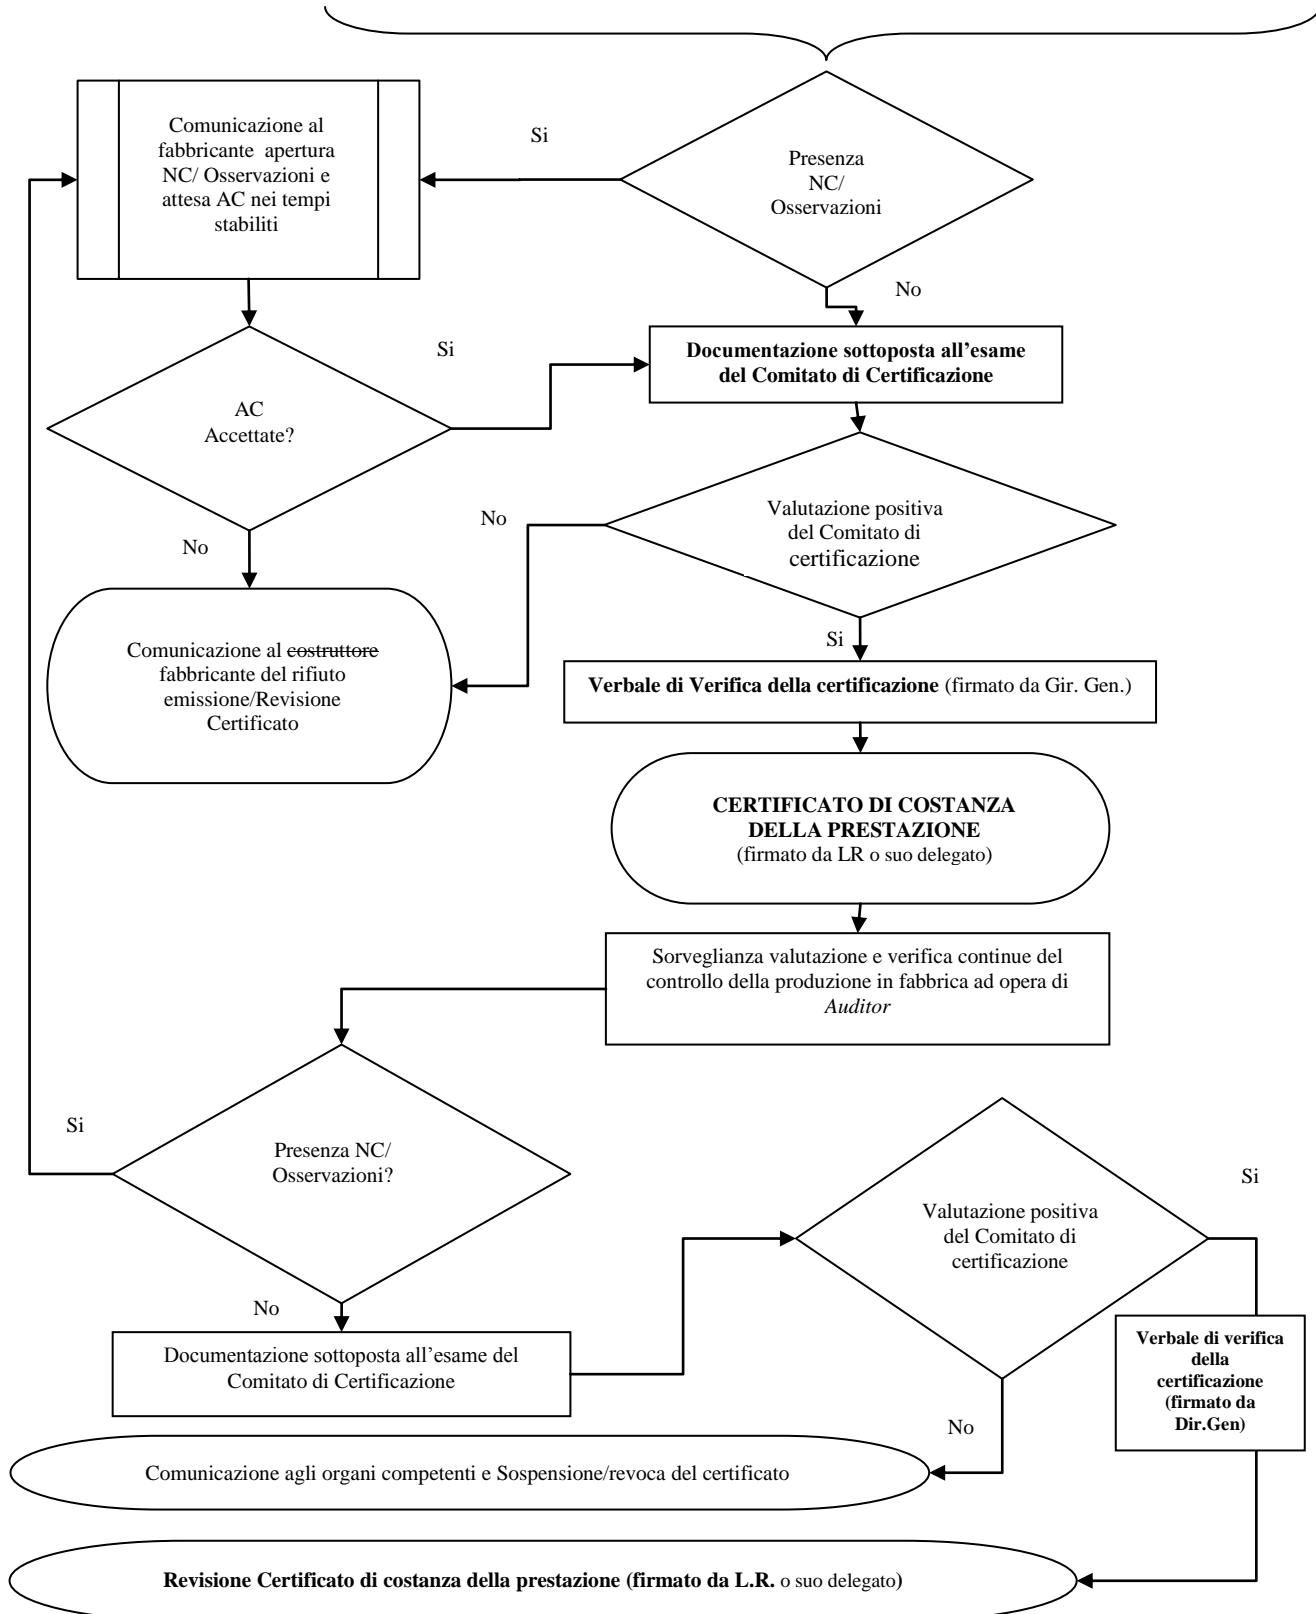 Comunicazione al
fabbricante apertura
NC/ Osservazioni e
attesa AC nei tempi
stabiliti
Si
Presenza
NC/
Osservazioni
No
Documentazione sottoposta all’esame
del Comitato di Certificazione
Si
AC
Accettate?
No
Valutazione positiva
del Comitato di
certificazione
No
Si
Comunicazione al costruttore
fabbricante del rifiuto
emissione/Revisione
Certificato
Verbale di Verifica della certificazione (firmato da Gir. Gen.)
CERTIFICATO DI COSTANZA
DELLA PRESTAZIONE
(firmato da LR o suo delegato)
Sorveglianza valutazione e verifica continue del
controllo della produzione in fabbrica ad opera di
Auditor
Si
Presenza NC/
Osservazioni?
No
Documentazione sottoposta all’esame del
Comitato di Certificazione
Valutazione positiva
del Comitato di
certificazione
Si
Verbale di verifica
della
certificazione
(firmato da
Dir.Gen)
No
Comunicazione agli organi competenti e Sospensione/revoca del certificato
Revisione Certificato di costanza della prestazione (firmato da L.R. o suo delegato)